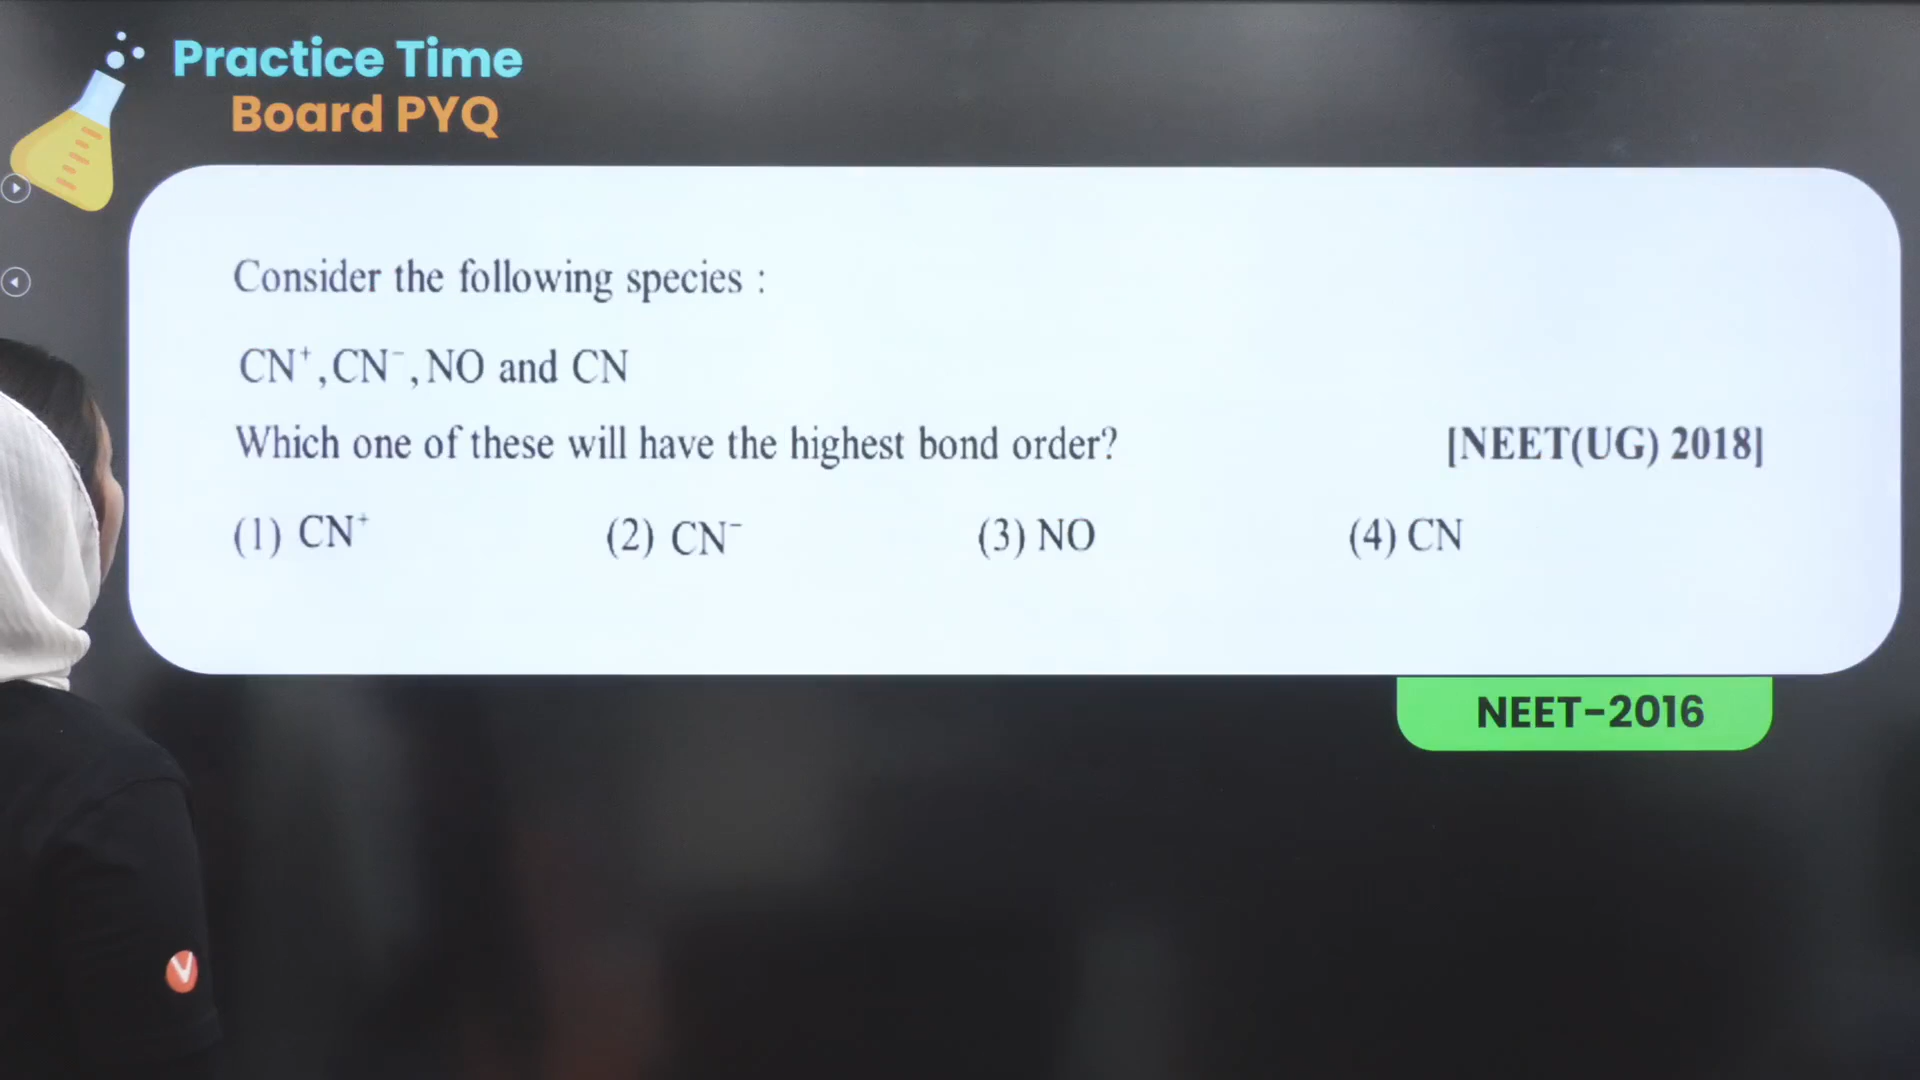 Practice Time
Board PYQ
Consider the following species :
CN⁺, CN⁻, NO and CN
Which one of these will have the highest bond order? [NEET(UG) 2018]
(1) CN⁺ (2) CN⁻ (3) NO (4) CN
NEET-2016